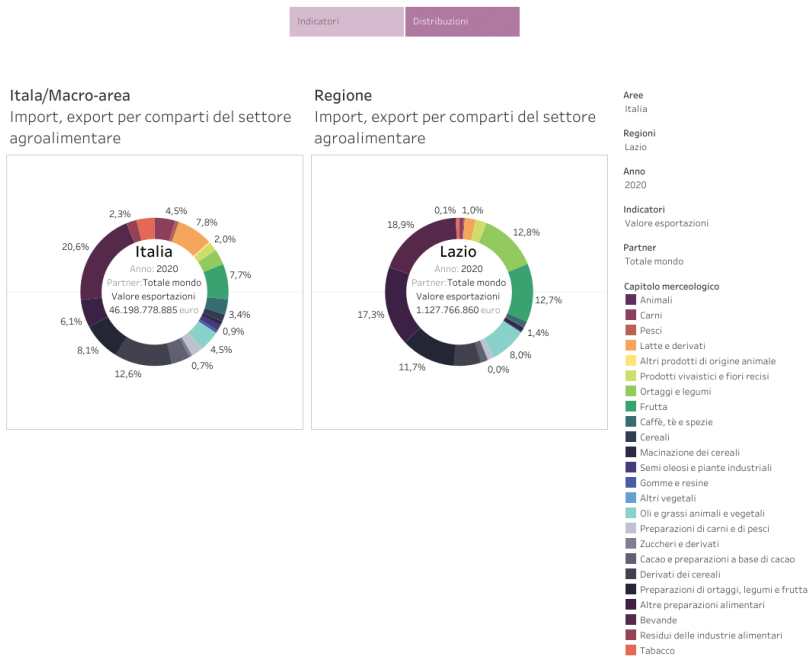 Indicatori
Distribuzioni
Itala/Macro-area
Import, export per comparti del settore
agroalimentare
2,3%
4,5%
7,8%
2,0%
20,6%
7,7%
6,1%
3,4%
0,9%
8,1%
4,5%
12,6%
0,7%
Italia
Anno: 2020
Partner:Totale mondo
Valore esportazioni
46.198.778.885 euro
Regione
Import, export per comparti del settore
agroalimentare
0,1%
1,0%
18,9%
12,8%
17,3%
12,7%
1,4%
11,7%
8,0%
0,0%
Lazio
Anno: 2020
Partner:Totale mondo
Valore esportazioni
1.127.766.860 euro
Aree
Italia
Regioni
Lazio
Anno
2020
Indicatori
Valore esportazioni
Partner
Totale mondo
Capitolo merceologico
Animali
Carni
Pesci
Latte e derivati
Altri prodotti di origine animale
Prodotti vivaistici e fiori recisi
Ortaggi e legumi
Frutta
Caffè, tè e spezie
Cereali
Macinazione dei cereali
Semi oleosi e piante industriali
Gomme e resine
Altri vegetali
Oli e grassi animali e vegetali
Preparazioni di carni e di pesci
Zuccheri e derivati
Cacao e preparazioni a base di cacao
Derivati dei cereali
Preparazioni di ortaggi, legumi e frutta
Altre preparazioni alimentari
Bevande
Residui delle industrie alimentari
Tabacco